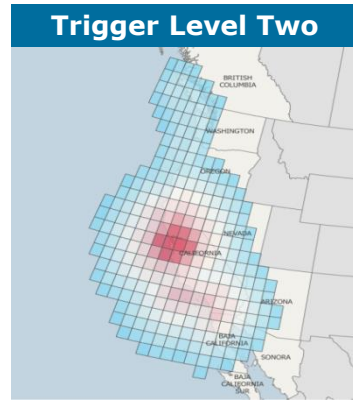 Trigger Level Two
BRITISH
COLUMBIA
WASHINGTON
OREGON
NEVADA
CALIFORNIA
ARIZONA
BAJA
CALIFORNIA
SONORA
BAJA
CALIFORNIA
SUR